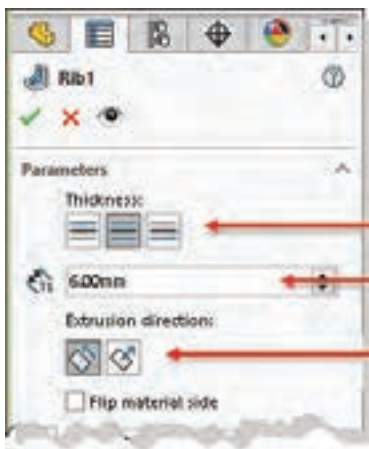 Rib1
Parameters
Thickness:
6.00mm
Extrusion direction:
Flip material side